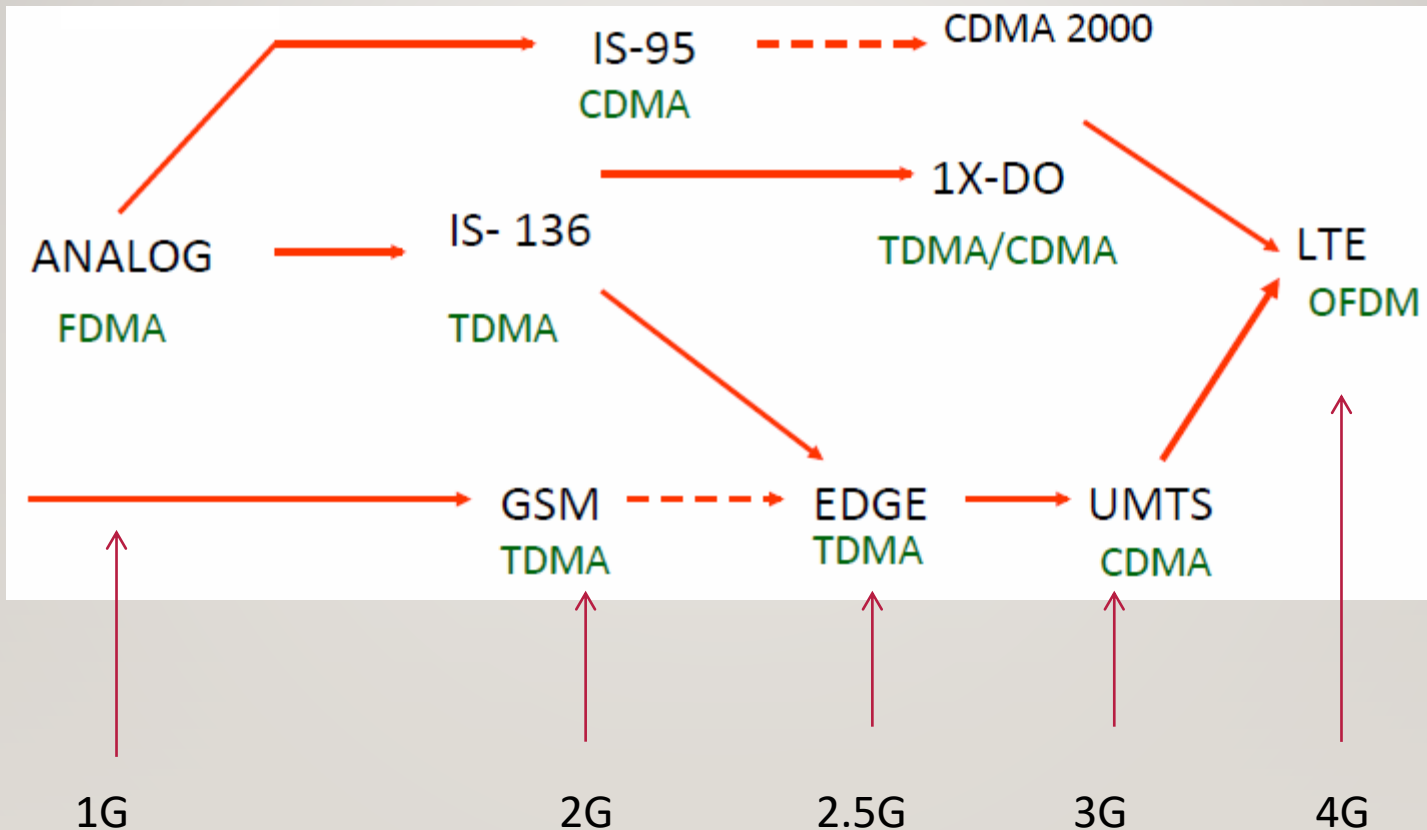 CDMA 2000
IS-95
CDMA
1X-DO
IS- 136
TDMA/CDMA
ANALOG
LTE
FDMA
TDMA
OFDM
GSM
EDGE
UMTS
TDMA
TDMA
CDMA
1G
2G
2.5G
3G
4G